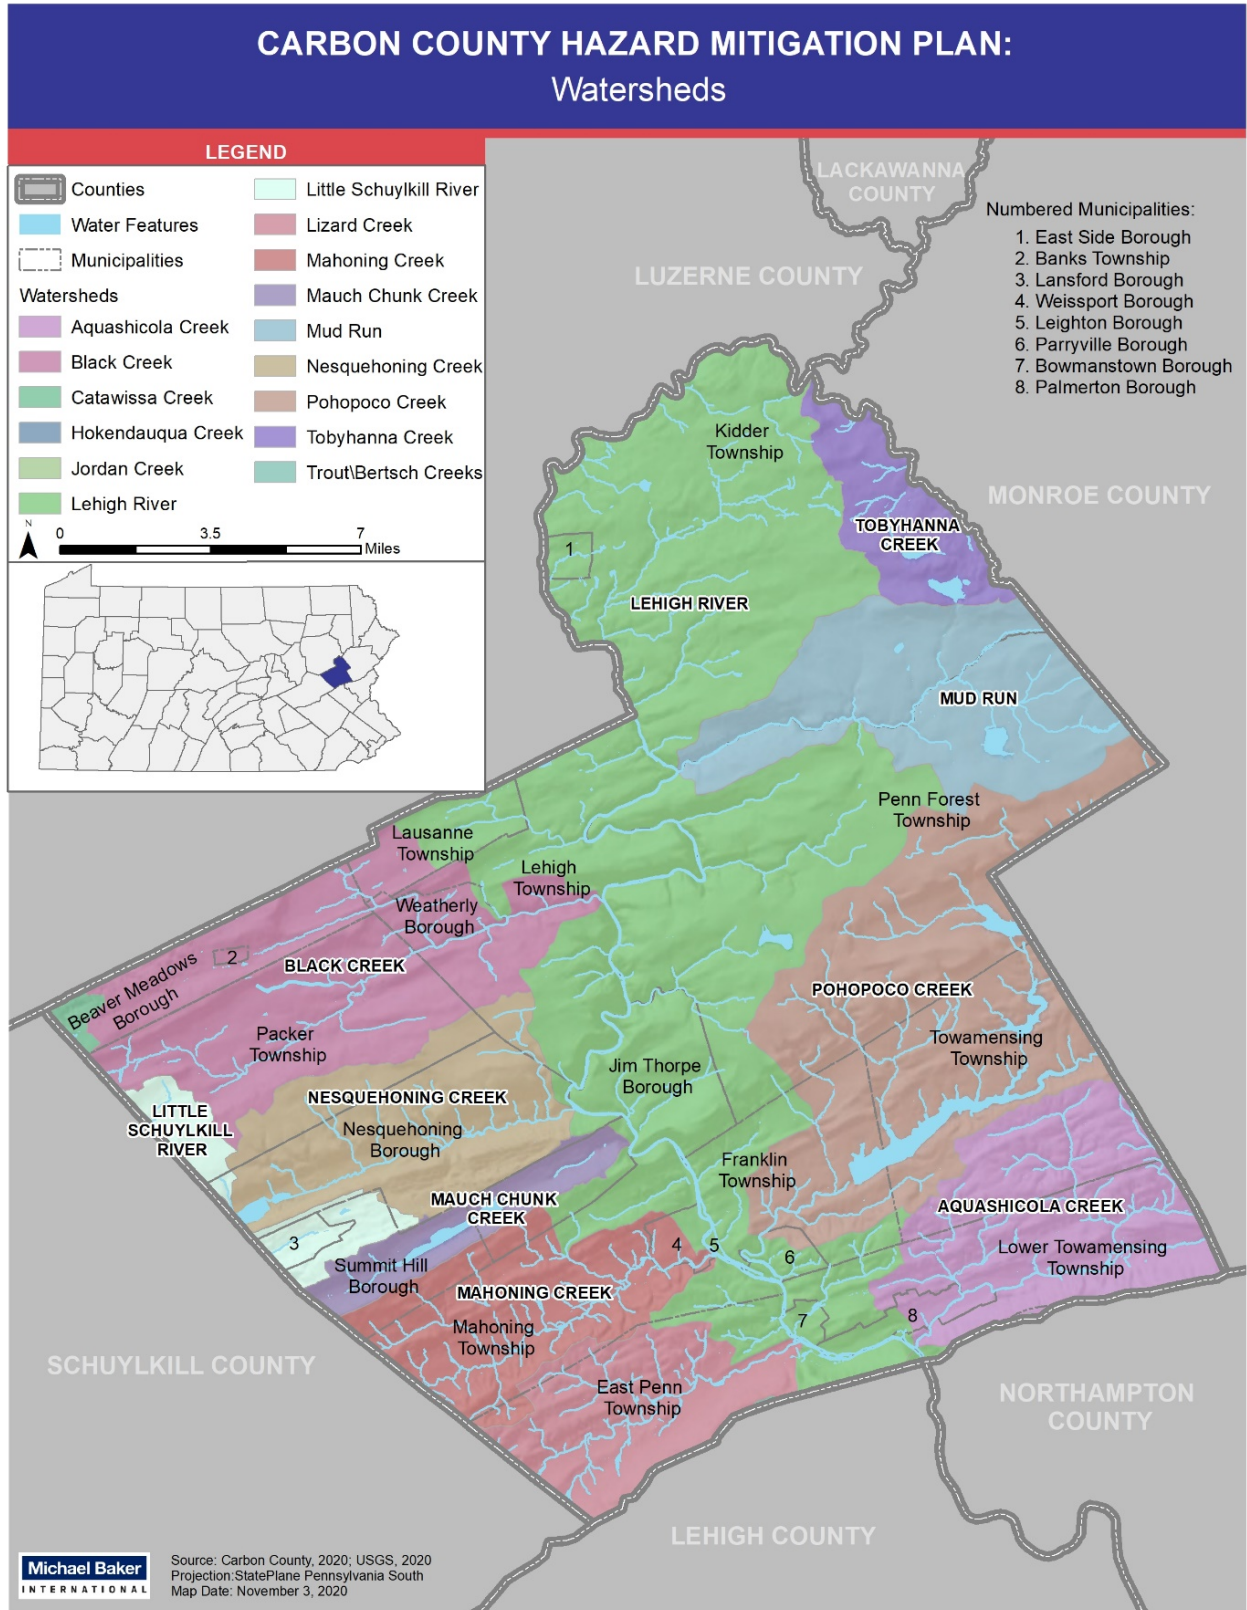 CARBON COUNTY HAZARD MITIGATION PLAN:
Watersheds
LEGEND
Counties
Water Features
Municipalities
Watersheds
Aquashicola Creek
Black Creek
Catawissa Creek
Hokendauqua Creek
Jordan Creek
Lehigh River
Little Schuylkill River
Lizard Creek
Mahoning Creek
Mauch Chunk Creek
Mud Run
Nesquehoning Creek
Pohopoco Creek
Tobyhanna Creek
Trout\Bertsch Creeks
N
0 3.5 7
Miles
LACKAWANNA
COUNTY
LUZERNE COUNTY
Numbered Municipalities:
1. East Side Borough
2. Banks Township
3. Lansford Borough
4. Weissport Borough
5. Leighton Borough
6. Parryville Borough
7. Bowmanstown Borough
8. Palmerton Borough
MONROE COUNTY
Kidder
Township
TOBYHANNA
CREEK
1
LEHIGH RIVER
MUD RUN
Penn Forest
Township
Lausanne
Township
Lehigh
Township
Weatherly
Borough
2
BLACK CREEK
Beaver Meadows
Borough
Packer
Township
POHOPOCO CREEK
Towamensing
Township
Jim Thorpe
Borough
NESQUEHONING CREEK
LITTLE
SCHUYLKILL
RIVER
Nesquehoning
Borough
Franklin
Township
MAUCH CHUNK
CREEK
AQUASHICOLA CREEK
3
4
5
6
Lower Towamensing
Township
Summit Hill
Borough
MAHONING CREEK
7
8
Mahoning
Township
East Penn
Township
SCHUYLKILL COUNTY
NORTHAMPTON
COUNTY
LEHIGH COUNTY
Michael Baker
INTERNATIONAL
Source: Carbon County, 2020; USGS, 2020
Projection:StatePlane Pennsylvania South
Map Date: November 3, 2020